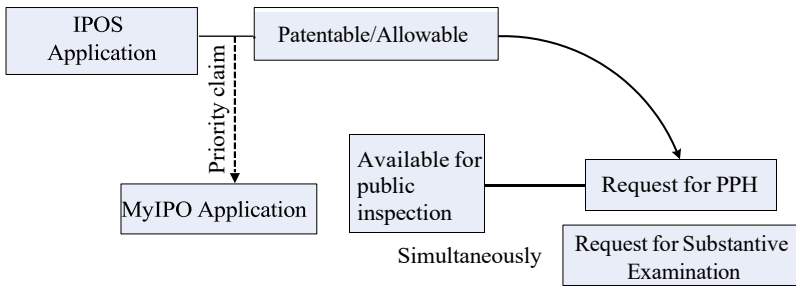 IPOS
Application
Patentable/Allowable
Priority claim
MyIPO Application
Available for
public
inspection
Request for PPH
Simultaneously
Request for Substantive
Examination